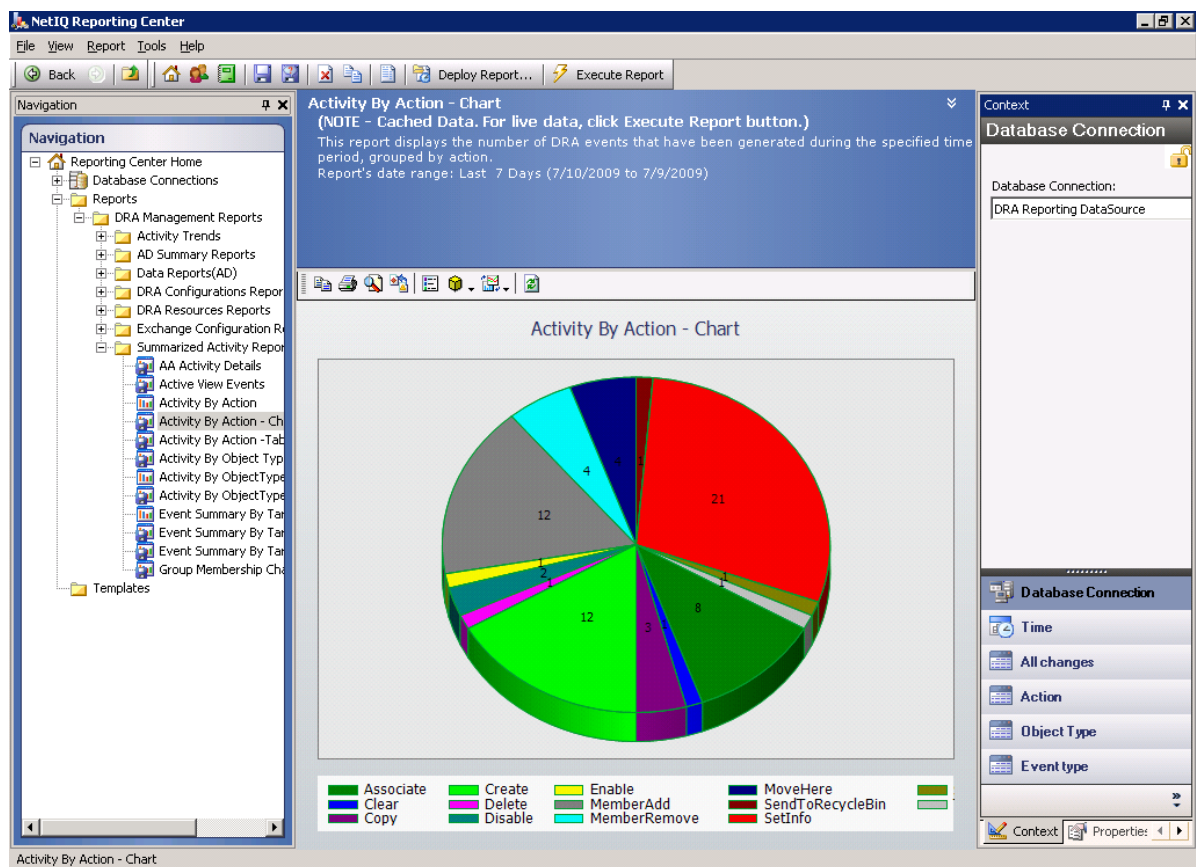 NetIQ Reporting Center
File View Report Tools Help
Back Deploy Report... Execute Report
Navigation
Navigation
Reporting Center Home
Database Connections
Reports
DRA Management Reports
Activity Trends
AD Summary Reports
Data Reports(AD)
DRA Configurations Repor
DRA Resources Reports
Exchange Configuration R
Summarized Activity Repor
AA Activity Details
Active View Events
Activity By Action
Activity By Action - Ch
Activity By Action -Tab
Activity By Object Typ
Activity By ObjectType
Activity By ObjectType
Event Summary By Tar
Event Summary By Tar
Event Summary By Tar
Group Membership Cha
Templates
Activity By Action - Chart
(NOTE - Cached Data. For live data, click Execute Report button.)
This report displays the number of DRA events that have been generated during the specified time
period, grouped by action.
Report's date range: Last 7 Days (7/10/2009 to 7/9/2009)
Activity By Action - Chart
4
4
1
21
12
1
2
1
12
3
8
1
1
Associate Create Enable MoveHere
Clear Delete MemberAdd SendToRecycleBin
Copy Disable MemberRemove SetInfo
Context
Database Connection
Database Connection:
DRA Reporting DataSource
Database Connection
Time
All changes
Action
Object Type
Event type
Context Properties
Activity By Action - Chart